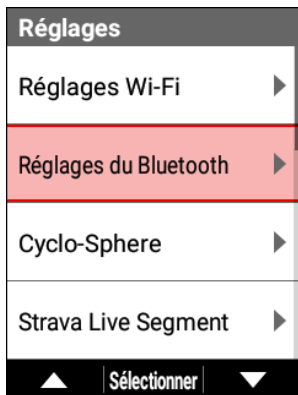 Réglages
Réglages Wi-Fi
Réglages du Bluetooth
Cyclo-Sphere
Strava Live Segment
Sélectionner